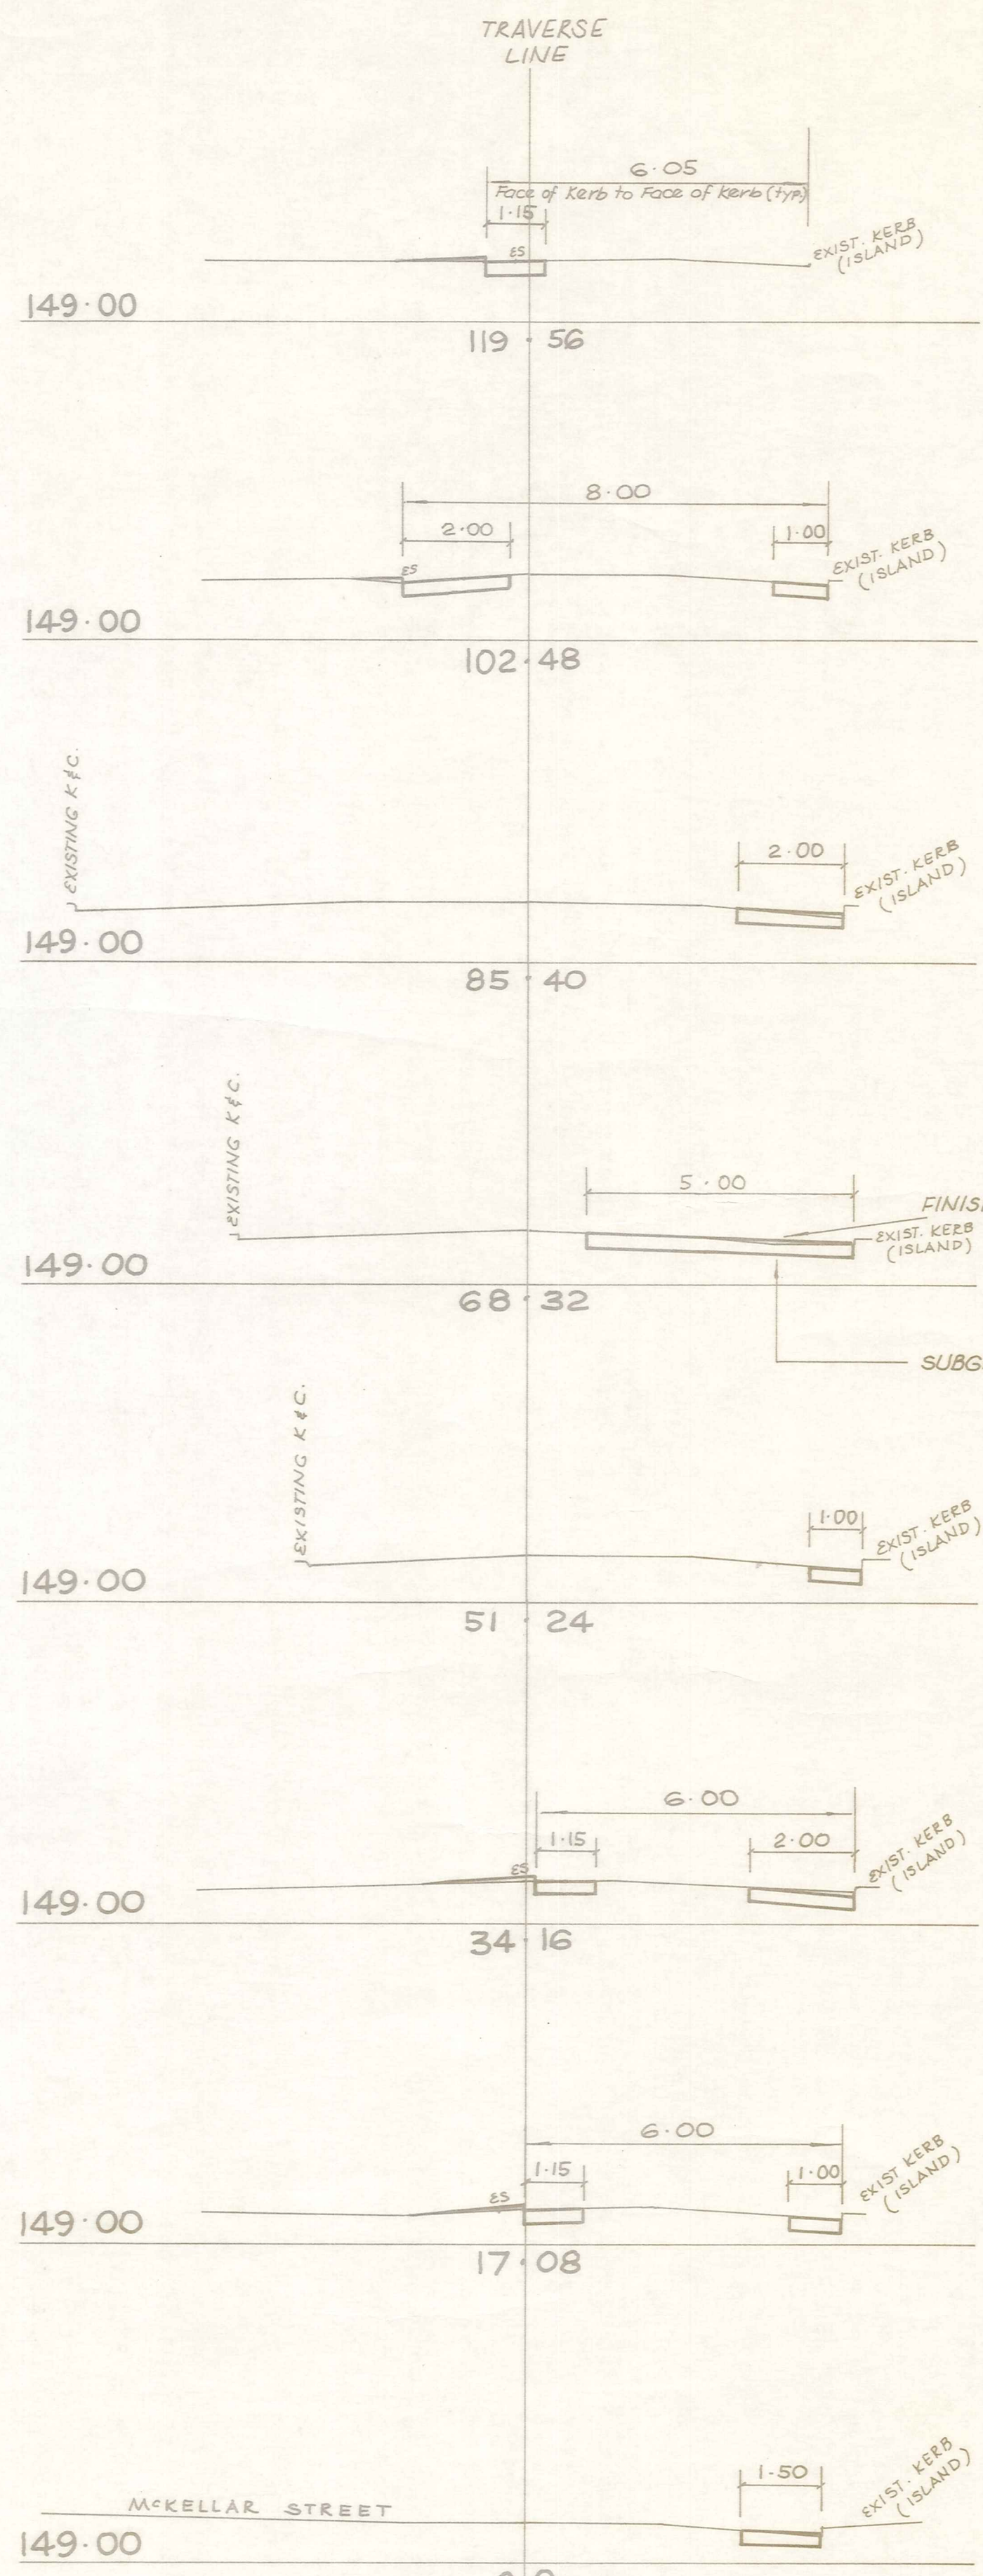 TRAVERSE
LINE
6·05
Face of Kerb to Face of Kerb (typ.)
1·15
ES
EXIST. KERB
(ISLAND)
149·00
119·56
8·00
2·00
1·00
ES
EXIST. KERB
(ISLAND)
149·00
102·48
EXISTING K&C.
2·00
EXIST. KERB
(ISLAND)
149·00
85·40
EXISTING K&C.
5·00
FINIS
EXIST. KERB
(ISLAND)
149·00
68·32
SUBG
EXISTING K&C.
1·00
EXIST. KERB
(ISLAND)
149·00
51·24
6·00
1·15
2·00
ES
EXIST. KERB
(ISLAND)
149·00
34·16
6·00
1·15
1·00
ES
EXIST KERB
(ISLAND)
149·00
17·08
1·50
EXIST. KERB
(ISLAND)
McKELLAR STREET
149·00